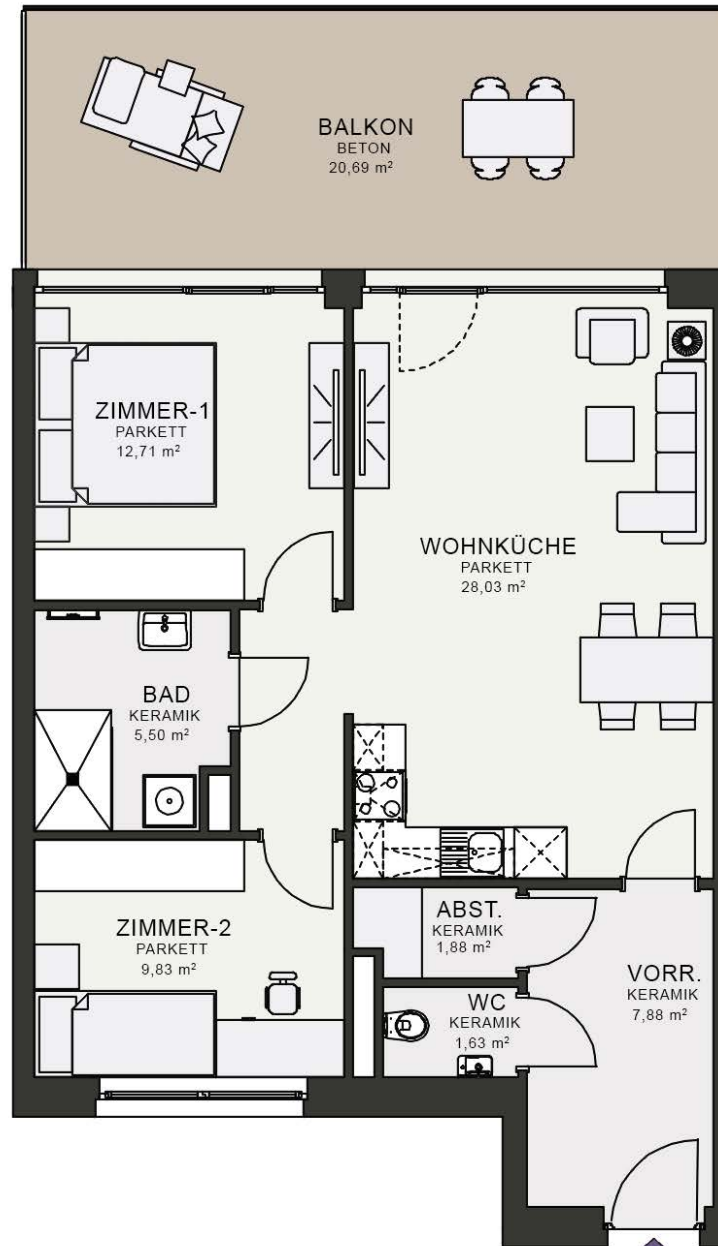 BALKON
BETON
20,69 m²
ZIMMER-1
PARKETT
12,71 m²
WOHNKÜCHE
PARKETT
28,03 m²
BAD
KERAMIK
5,50 m²
ZIMMER-2
PARKETT
9,83 m²
ABST.
KERAMIK
1,88 m²
WC
KERAMIK
1,63 m²
VORR.
KERAMIK
7,88 m²